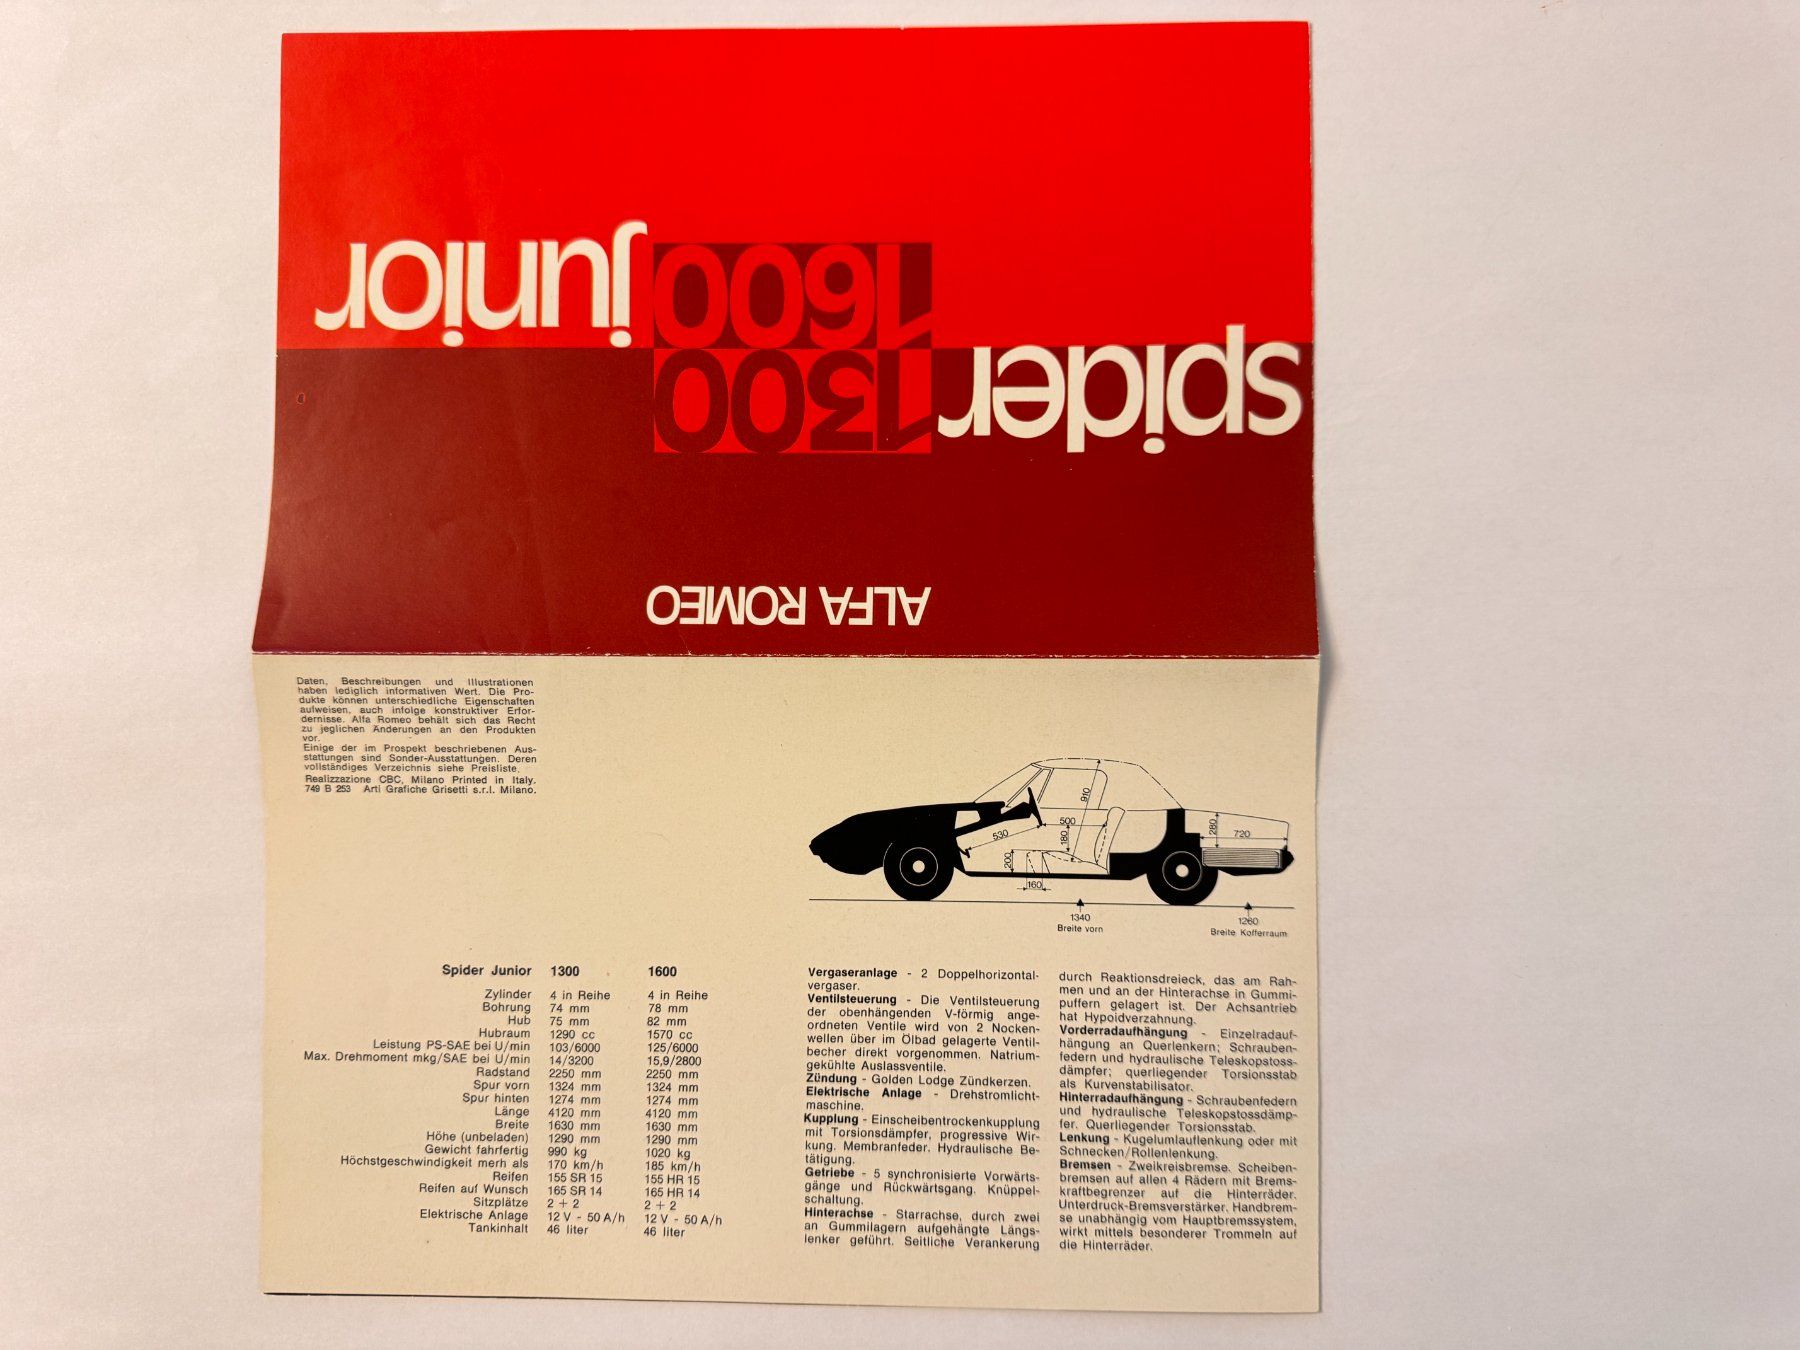 spider
1300
1600
junior
ALFA ROMEO
Daten, Beschreibungen und Illustrationen
haben lediglich informativen Wert. Die Pro-
dukte können unterschiedliche Eigenschaften
aufweisen, auch infolge konstruktiver Erfor-
dernisse. Alfa Romeo behält sich das Recht
zu jeglichen Änderungen an den Produkten
vor.
Einige der im Prospekt beschriebenen Aus-
stattungen sind Sonder-Ausstattungen. Deren
vollständiges Verzeichnis siehe Preisliste.
Realizzazione CBC, Milano Printed in Italy.
749 B 253 Arti Grafiche Grisetti s.r.l. Milano.
910
500
530
180
200
160
280
720
1340
Breite vorn
1260
Breite Kofferraum
Spider Junior 1300 1600
Zylinder 4 in Reihe 4 in Reihe
Bohrung 74 mm 78 mm
Hub 75 mm 82 mm
Hubraum 1290 cc 1570 cc
Leistung PS-SAE bei U/min 103/6000 125/6000
Max. Drehmoment mkg/SAE bei U/min 14/3200 15,9/2800
Radstand 2250 mm 2250 mm
Spur vorn 1324 mm 1324 mm
Spur hinten 1274 mm 1274 mm
Länge 4120 mm 4120 mm
Breite 1630 mm 1630 mm
Höhe (unbeladen) 1290 mm 1290 mm
Gewicht fahrfertig 990 kg 1020 kg
Höchstgeschwindigkeit merh als 170 km/h 185 km/h
Reifen 155 SR 15 155 HR 15
Reifen auf Wunsch 165 SR 14 165 HR 14
Sitzplätze 2 + 2 2 + 2
Elektrische Anlage 12 V - 50 A/h 12 V - 50 A/h
Tankinhalt 46 liter 46 liter
Vergaseranlage - 2 Doppelhorizontal-
vergaser.
Ventilsteuerung - Die Ventilsteuerung
der obenhängenden V-förmig ange-
ordneten Ventile wird von 2 Nocken-
wellen über im Ölbad gelagerte Ventil-
becher direkt vorgenommen. Natrium-
gekühlte Auslassventile.
Zündung - Golden Lodge Zündkerzen.
Elektrische Anlage - Drehstromlicht-
maschine.
Kupplung - Einscheibentrockenkupplung
mit Torsionsdämpfer, progressive Wir-
kung. Membranfeder. Hydraulische Be-
tätigung.
Getriebe - 5 synchronisierte Vorwärts-
gänge und Rückwärtsgang. Knüppel-
schaltung.
Hinterachse - Starrachse, durch zwei
an Gummilagern aufgehängte Längs-
lenker geführt. Seitliche Verankerung
durch Reaktionsdreieck, das am Rah-
men und an der Hinterachse in Gummi-
puffern gelagert ist. Der Achsantrieb
hat Hypoidverzahnung.
Vorderradaufhängung - Einzelradauf-
hängung an Querlenkern; Schrauben-
federn und hydraulische Teleskopstoss-
dämpfer; querliegender Torsionsstab
als Kurvenstabilisator.
Hinterradaufhängung - Schraubenfedern
und hydraulische Teleskopstossdämp-
fer. Querliegender Torsionsstab.
Lenkung - Kugelumlauflenkung oder mit
Schnecken/Rollenlenkung.
Bremsen - Zweikreisbremse. Scheiben-
bremsen auf allen 4 Rädern mit Brems-
kraftbegrenzer auf die Hinterräder.
Unterdruck-Bremsverstärker. Handbrem-
se unabhängig vom Hauptbremssystem,
wirkt mittels besonderer Trommeln auf
die Hinterräder.